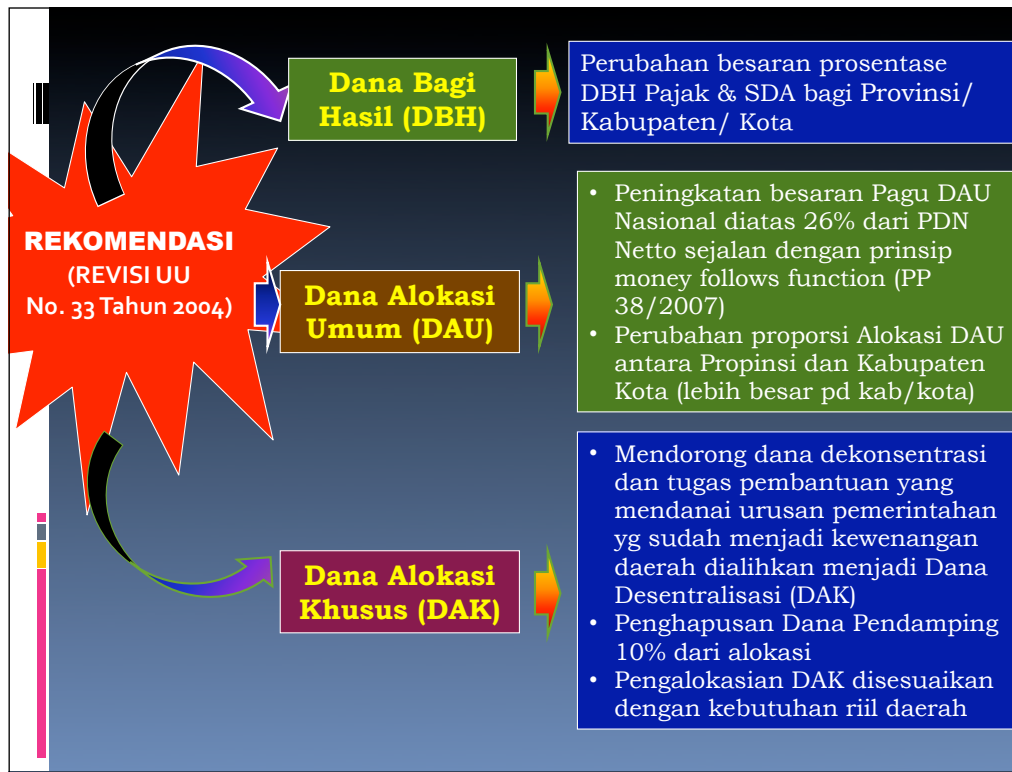 REKOMENDASI
(REVISI UU
No. 33 Tahun 2004)
Dana Bagi
Hasil (DBH)
Perubahan besaran prosentase
DBH Pajak & SDA bagi Provinsi/
Kabupaten/ Kota
Dana Alokasi
Umum (DAU)
• Peningkatan besaran Pagu DAU
Nasional diatas 26% dari PDN
Netto sejalan dengan prinsip
money follows function (PP
38/2007)
• Perubahan proporsi Alokasi DAU
antara Propinsi dan Kabupaten
Kota (lebih besar pd kab/kota)
Dana Alokasi
Khusus (DAK)
• Mendorong dana dekonsentrasi
dan tugas pembantuan yang
mendanai urusan pemerintahan
yg sudah menjadi kewenangan
daerah dialihkan menjadi Dana
Desentralisasi (DAK)
• Penghapusan Dana Pendamping
10% dari alokasi
• Pengalokasian DAK disesuaikan
dengan kebutuhan riil daerah